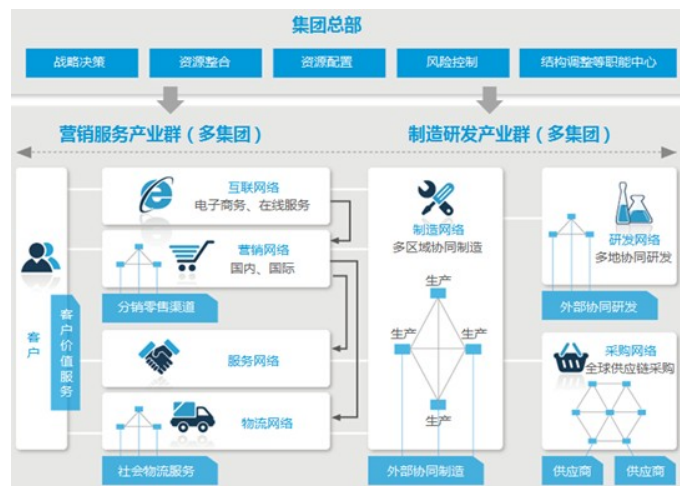 集团总部
战略决策
资源整合
资源配置
风险控制
结构调整等职能中心
营销服务产业群（多集团）
制造研发产业群（多集团）
客户
客户价值服务
互联网络
电子商务、在线服务
营销网络
国内、国际
分销零售渠道
服务网络
物流网络
社会物流服务
制造网络
多区域协同制造
生产
生产
生产
生产
外部协同制造
研发网络
多地协同研发
外部协同研发
采购网络
全球供应链采购
供应商
供应商